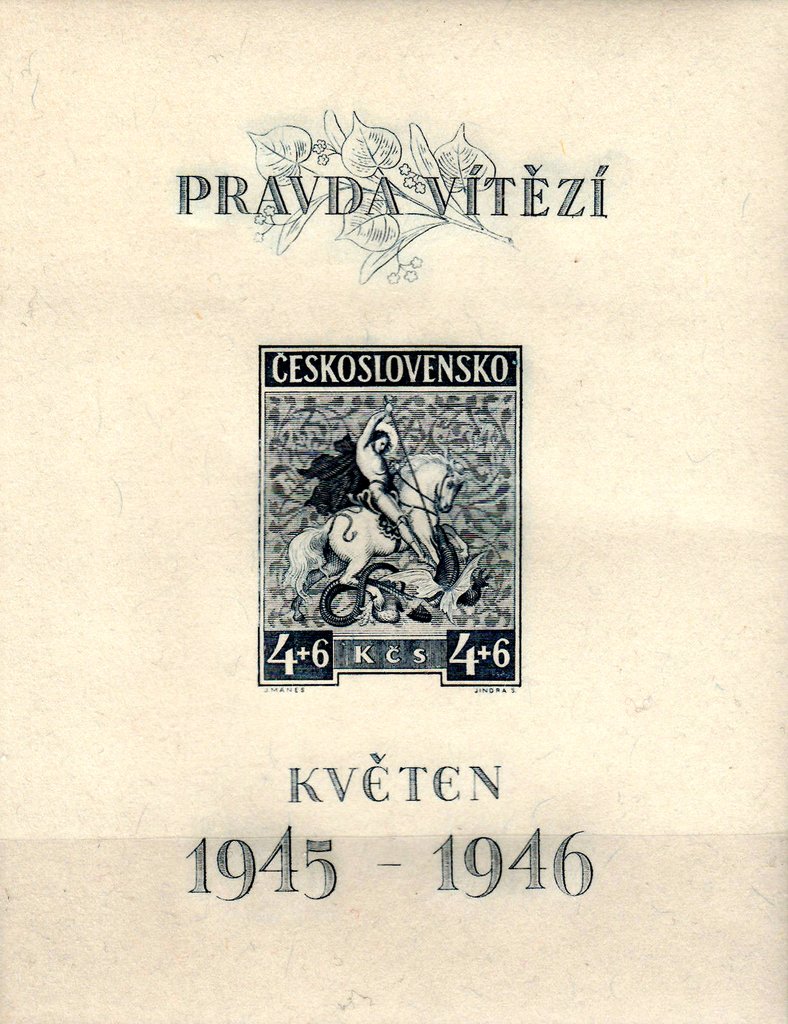 PRAVDA VÍTĚZÍ
ČESKOSLOVENSKO
4+6 KČS 4+6
J.MÁNES JINDRA S.
KVĚTEN
1945 – 1946